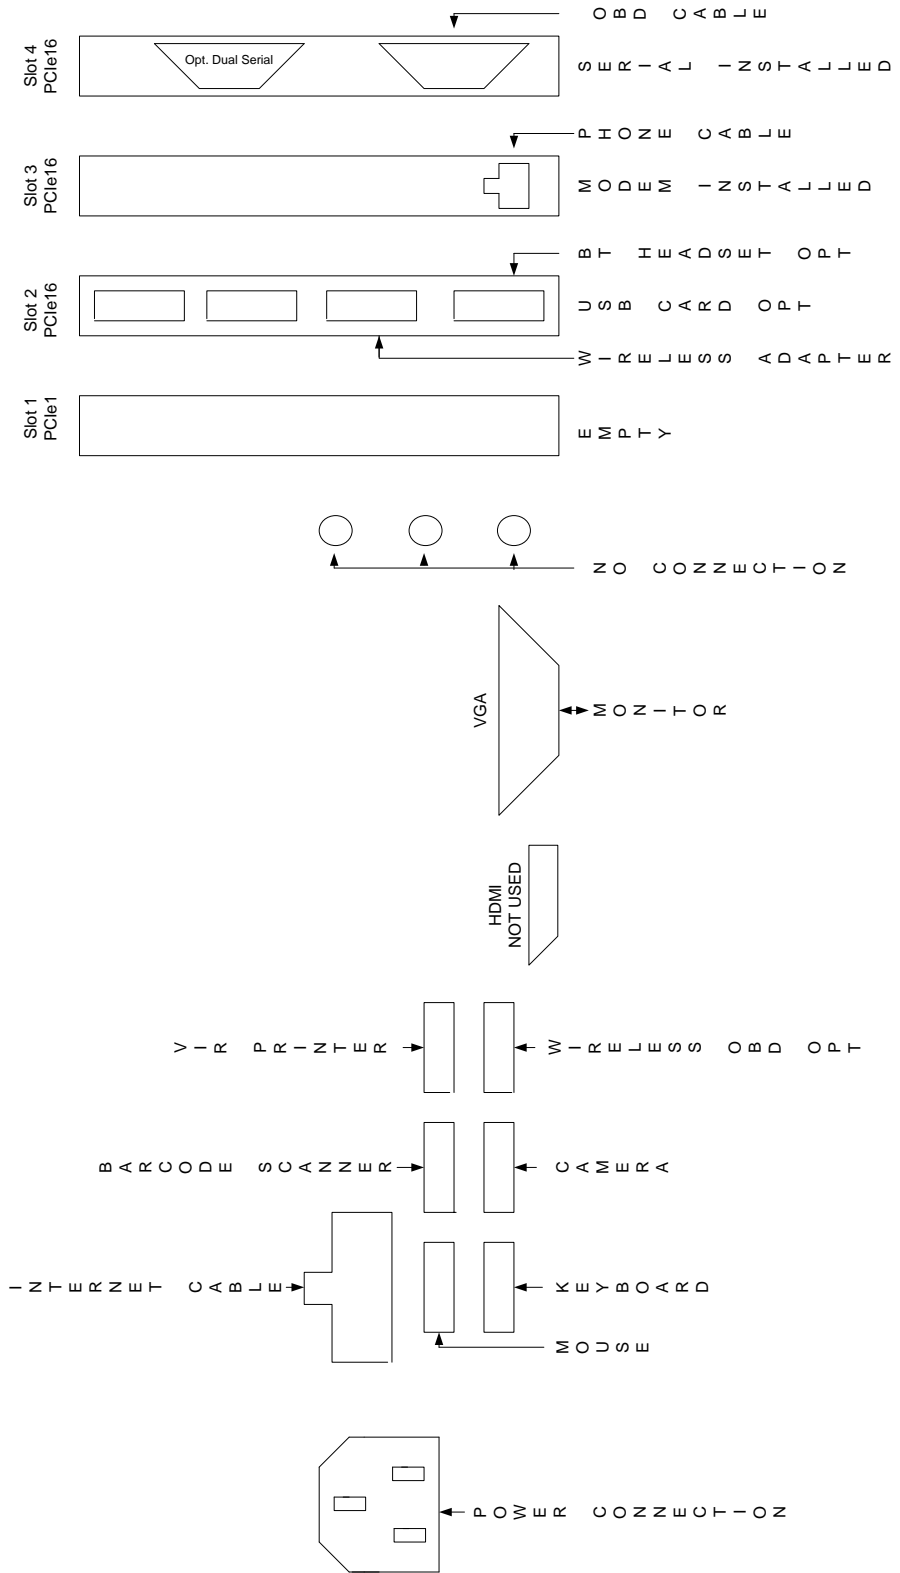 Slot 4
PCIe16
Opt. Dual Serial
OBD CABLE
SERIAL INSTALLED
Slot 3
PCIe16
PHONE CABLE
MODEM INSTALLED
Slot 2
PCIe16
BT HEADSET OPT
USB CARD OPT
WIRELESS ADAPTER
Slot 1
PCIe1
EMPTY
NO CONNECTION
VGA
MONITOR
HDMI
NOT USED
VIR PRINTER
WIRELESS OBD OPT
BARCODE SCANNER
CAMERA
INTERNET CABLE
KEYBOARD
MOUSE
POWER CONNECTION